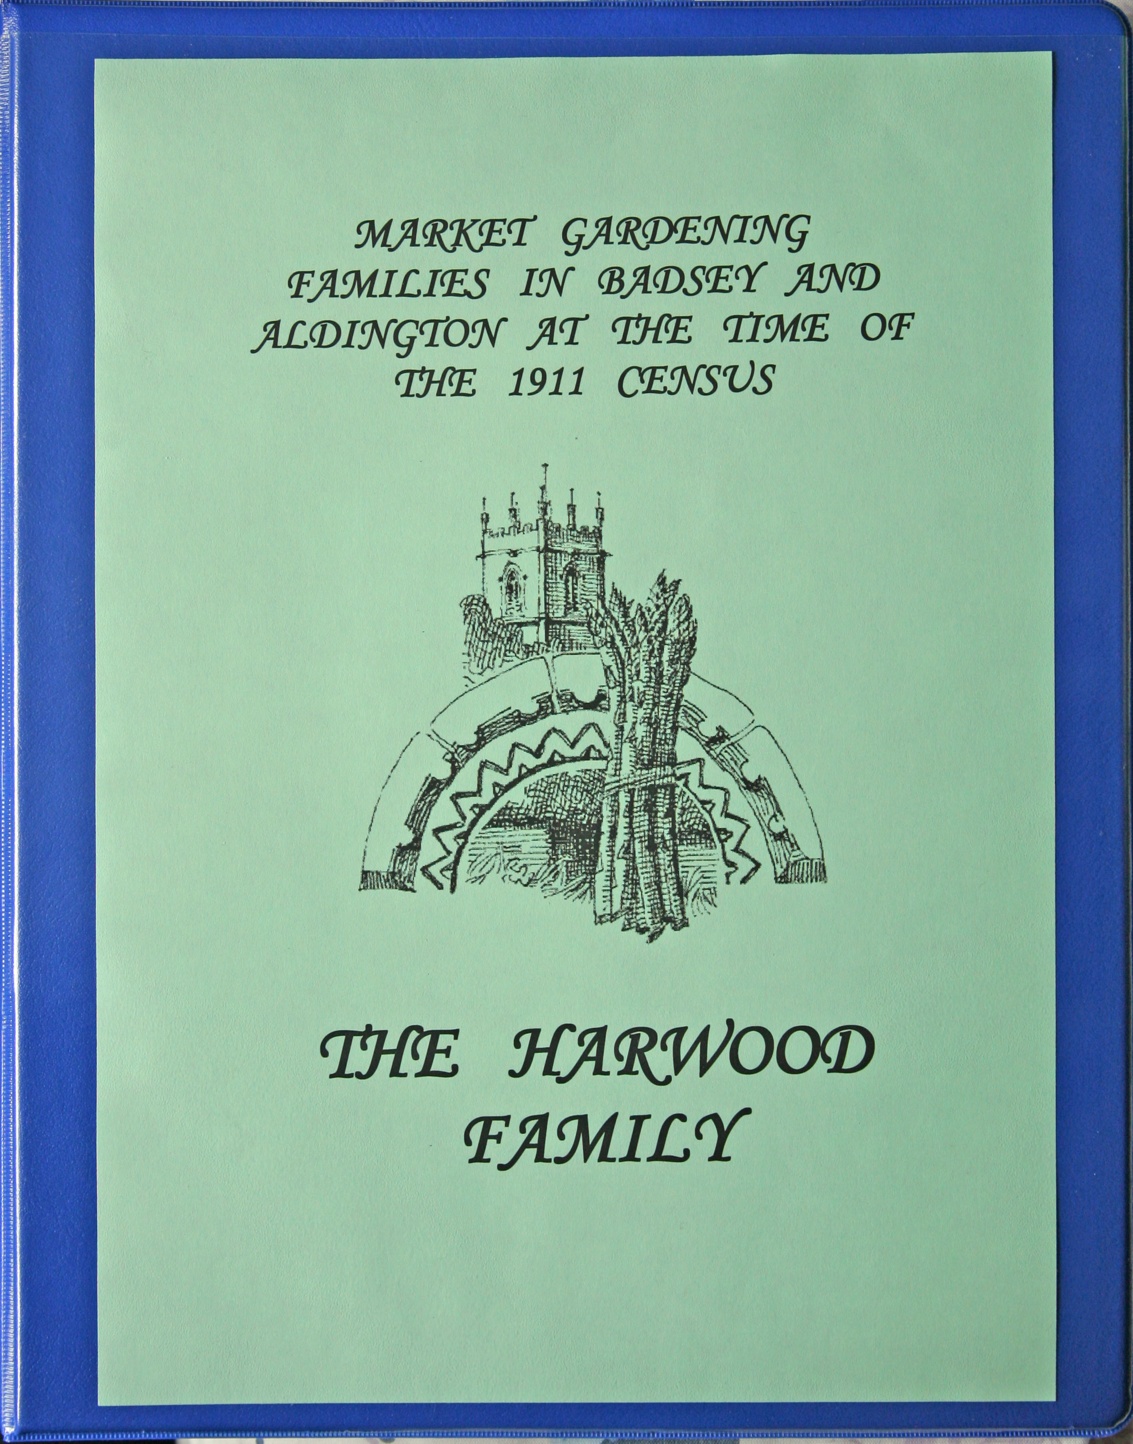 MARKET GARDENING
FAMILIES IN BADSEY AND
ALDINGTON AT THE TIME OF
THE 1911 CENSUS
THE HARWOOD
FAMILY